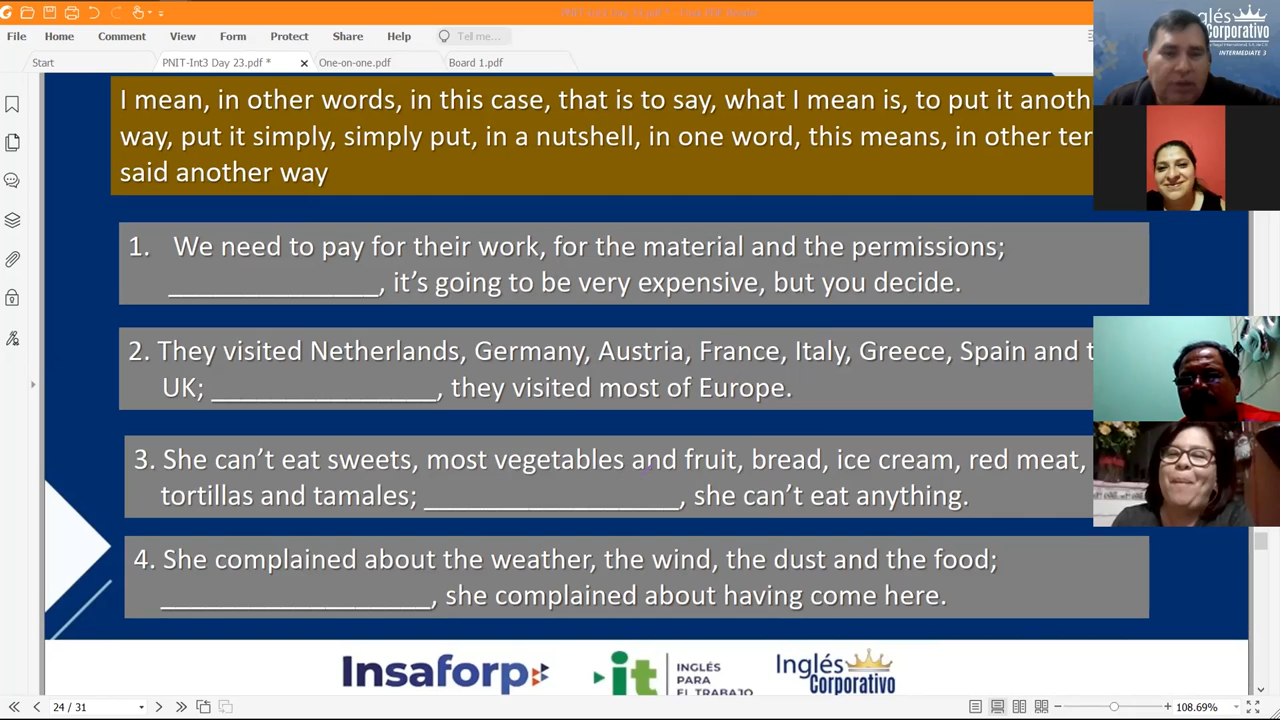 File Home Comment View Form Protect Share Help Tell me...
Start PNIT-Int3 Day 23.pdf * One-on-one.pdf Board 1.pdf
I mean, in other words, in this case, that is to say, what I mean is, to put it anoth
way, put it simply, simply put, in a nutshell, in one word, this means, in other ter
said another way
1. We need to pay for their work, for the material and the permissions;
_______________, it's going to be very expensive, but you decide.
2. They visited Netherlands, Germany, Austria, France, Italy, Greece, Spain and t
UK; ________________, they visited most of Europe.
3. She can't eat sweets, most vegetables and fruit, bread, ice cream, red meat,
tortillas and tamales; __________________, she can't eat anything.
4. She complained about the weather, the wind, the dust and the food;
___________________, she complained about having come here.
Insaforp it INGLÉS
PARA
EL TRABAJO
Inglés
Corporativo
glés
Corporativo
INTERMEDIATE 3
24 / 31
108.69%